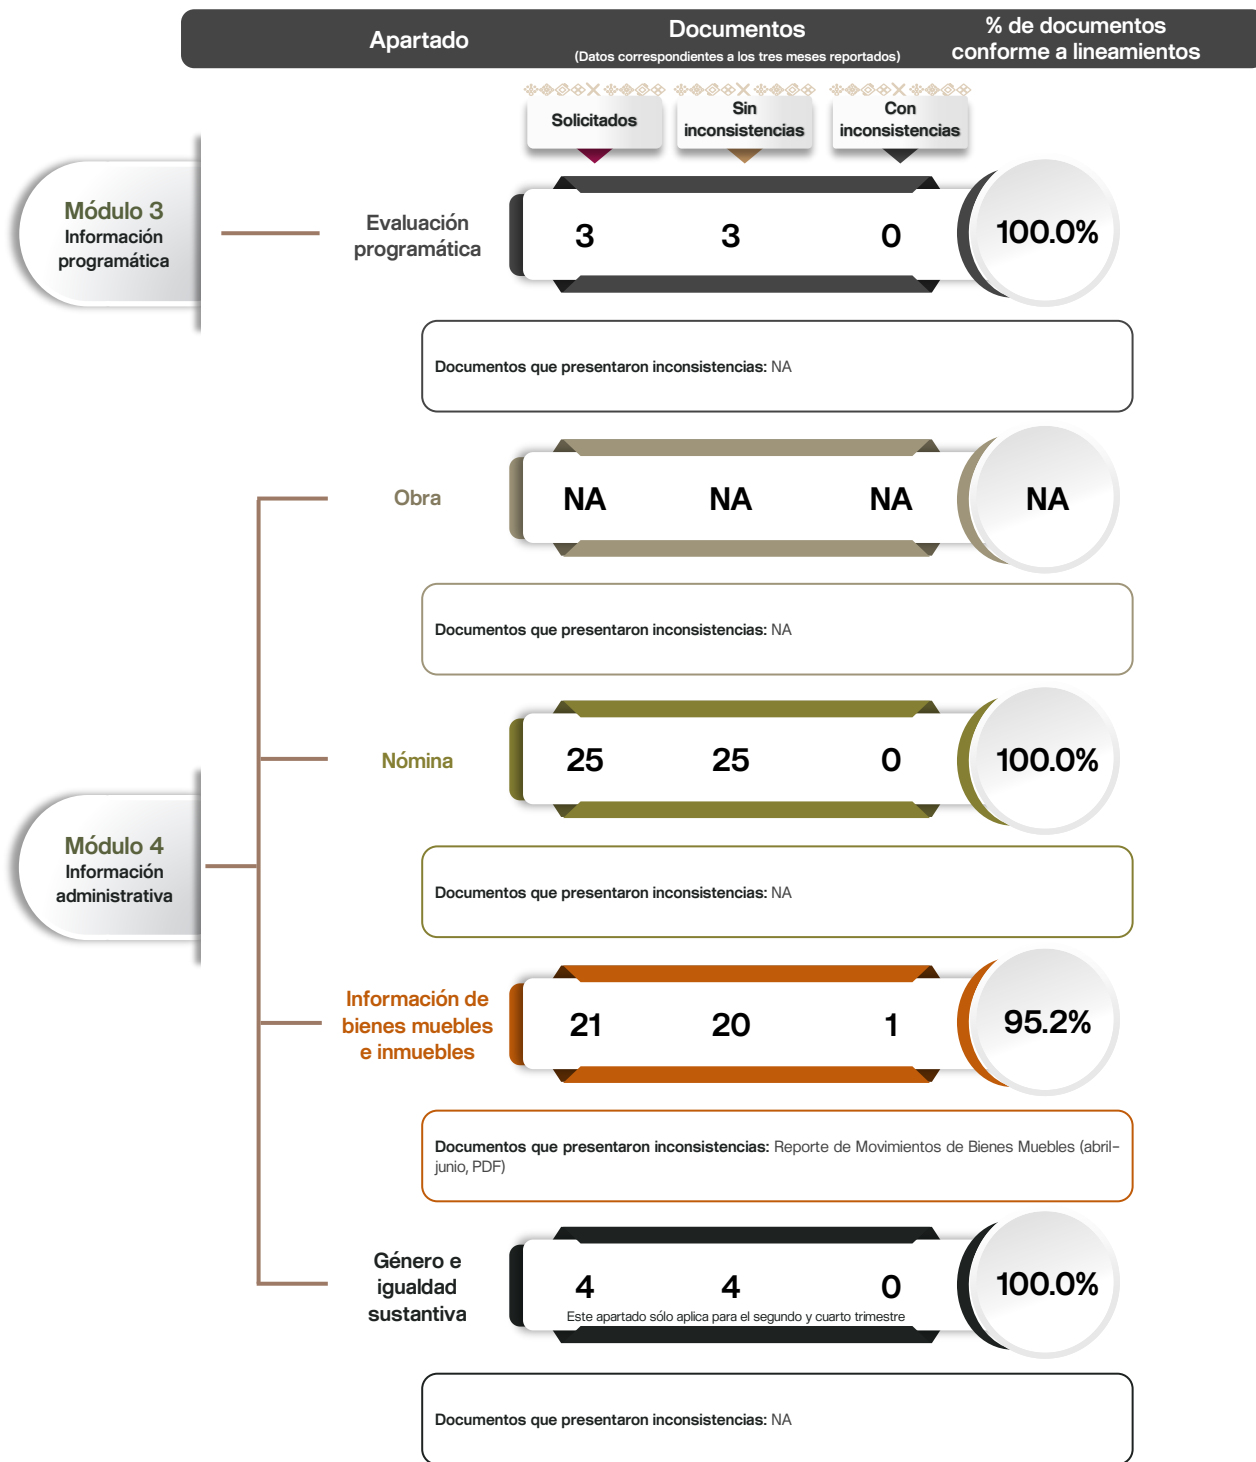 Apartado
Documentos
(Datos correspondientes a los tres meses reportados)
% de documentos
conforme a lineamientos
Solicitados
Sin
inconsistencias
Con
inconsistencias
Módulo 3
Información
programática
Evaluación
programática
3 3 0 100.0%
Documentos que presentaron inconsistencias: NA
Obra
NA NA NA NA
Documentos que presentaron inconsistencias: NA
Módulo 4
Información
administrativa
Nómina
25 25 0 100.0%
Documentos que presentaron inconsistencias: NA
Información de
bienes muebles
e inmuebles
21 20 1 95.2%
Documentos que presentaron inconsistencias: Reporte de Movimientos de Bienes Muebles (abril-
junio, PDF)
Género e
igualdad
sustantiva
4 4 0 100.0%
Este apartado sólo aplica para el segundo y cuarto trimestre
Documentos que presentaron inconsistencias: NA